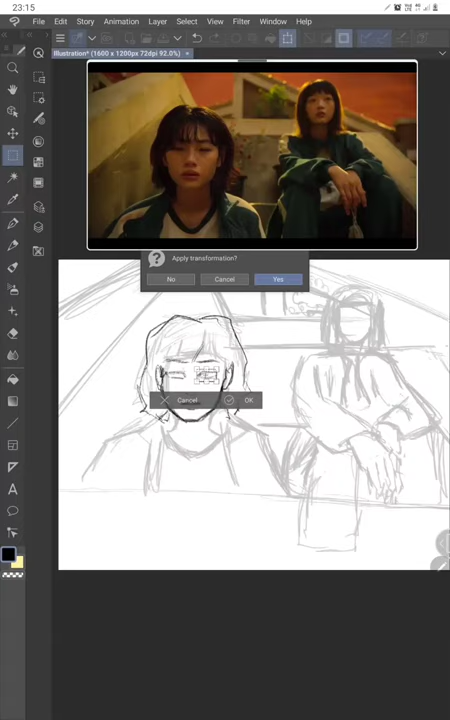 23:15
File Edit Story Animation Layer Select View Filter Window Help
Illustration* (1600 x 1200px 72dpi 92.0%)
Apply transformation?
No Cancel Yes
Cancel OK
A